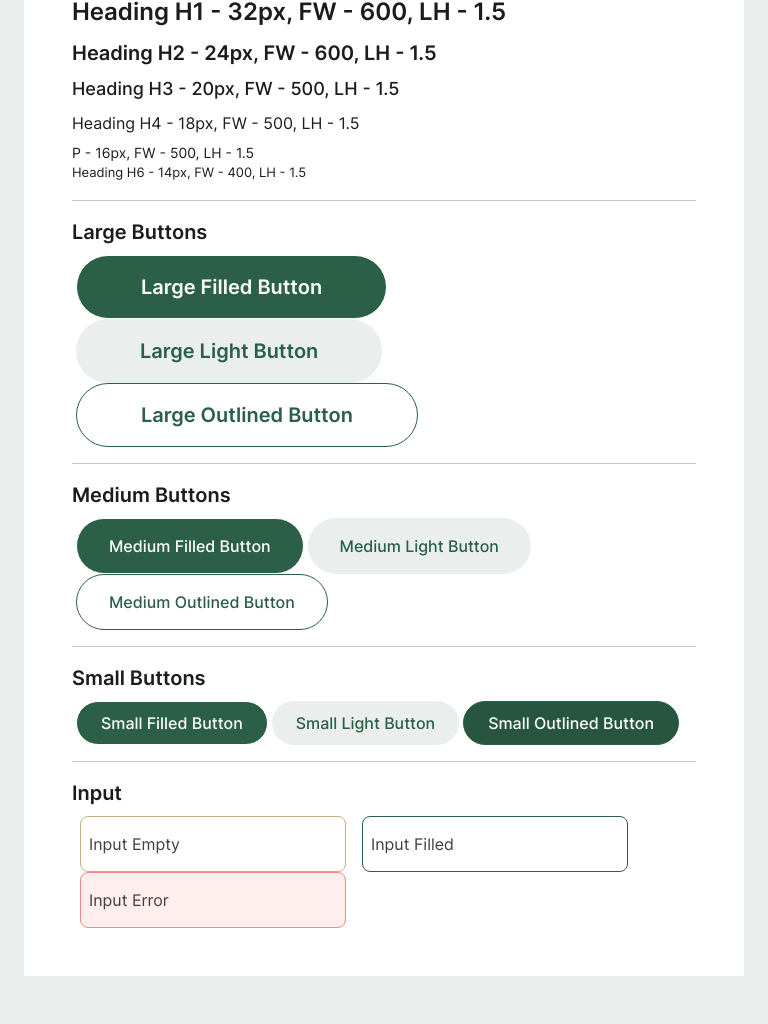 Heading H1 - 32px, FW - 600, LH - 1.5
Heading H2 - 24px, FW - 600, LH - 1.5
Heading H3 - 20px, FW - 500, LH - 1.5
Heading H4 - 18px, FW - 500, LH - 1.5
P - 16px, FW - 500, LH - 1.5
Heading H6 - 14px, FW - 400, LH - 1.5
Large Buttons
Large Filled Button
Large Light Button
Large Outlined Button
Medium Buttons
Medium Filled Button
Medium Light Button
Medium Outlined Button
Small Buttons
Small Filled Button
Small Light Button
Small Outlined Button
Input
Input Empty
Input Filled
Input Error